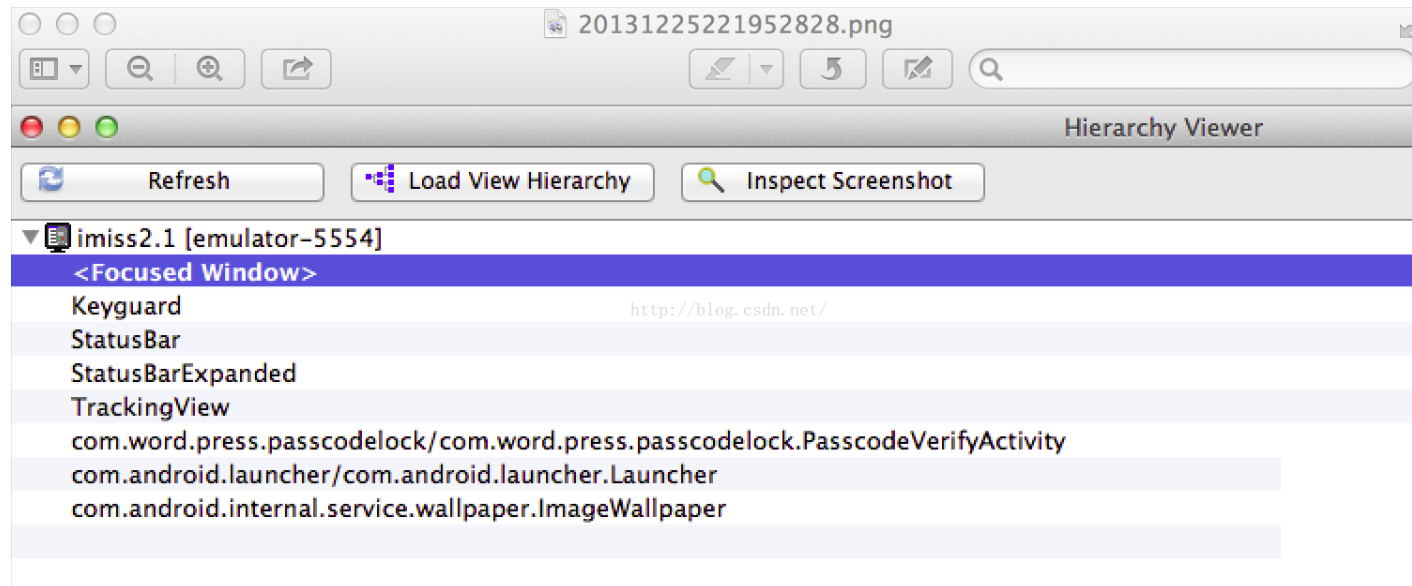 20131225221952828.png
Hierarchy Viewer
Refresh Load View Hierarchy Inspect Screenshot
imiss2.1 [emulator-5554]
<Focused Window>
Keyguard
http://blog.csdn.net/
StatusBar
StatusBarExpanded
TrackingView
com.word.press.passcodelock/com.word.press.passcodelock.PasscodeVerifyActivity
com.android.launcher/com.android.launcher.Launcher
com.android.internal.service.wallpaper.ImageWallpaper